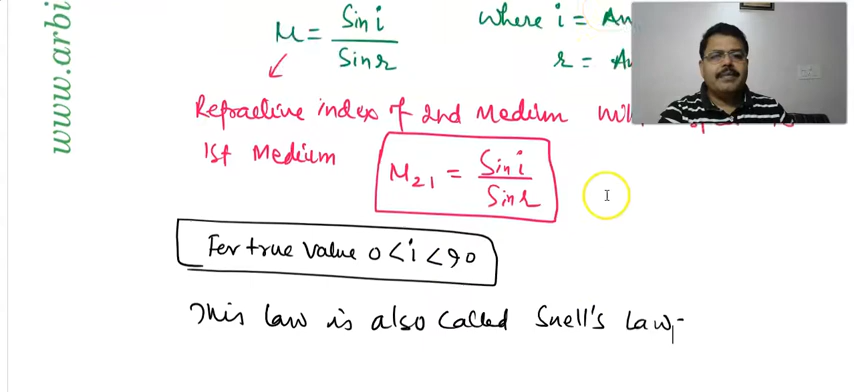 www.arbi
μ = Sin i / Sin r
Where i = An
r = An
Refractive index of 2nd Medium
1st Medium
μ21 = Sin i / Sin r
For true value 0 < i < 90
This law is also called Snell's Law,-